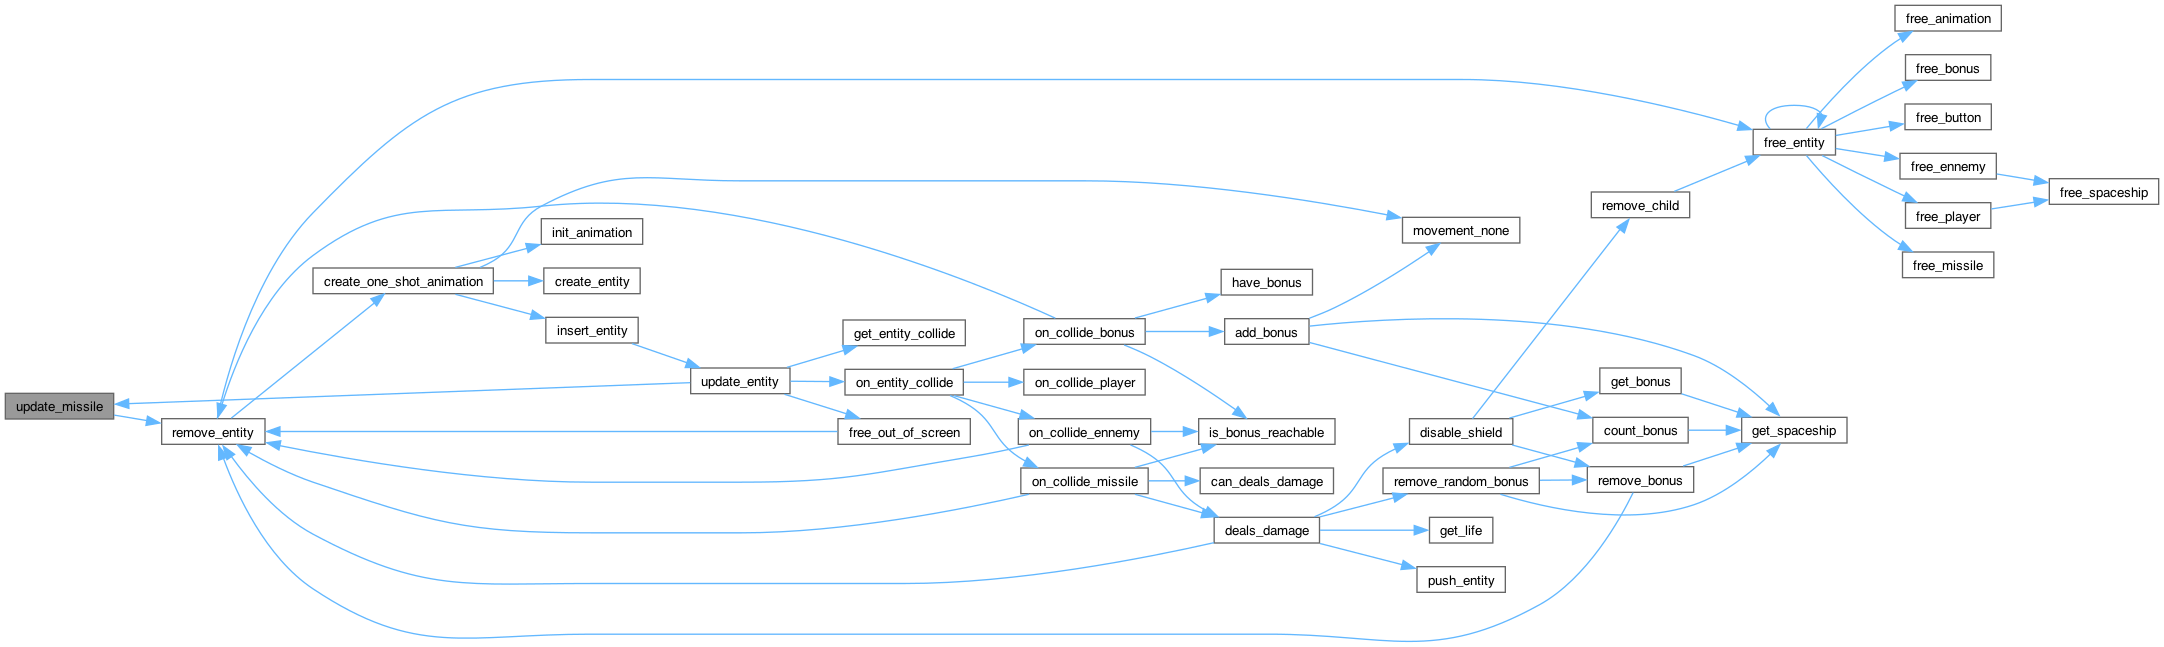 update_missile
remove_entity
create_one_shot_animation
init_animation
create_entity
insert_entity
update_entity
get_entity_collide
on_entity_collide
free_out_of_screen
on_collide_bonus
on_collide_player
on_collide_ennemy
on_collide_missile
have_bonus
add_bonus
is_bonus_reachable
can_deals_damage
deals_damage
movement_none
disable_shield
remove_random_bonus
get_life
push_entity
remove_child
get_bonus
count_bonus
remove_bonus
free_entity
get_spaceship
free_animation
free_bonus
free_button
free_ennemy
free_player
free_missile
free_spaceship